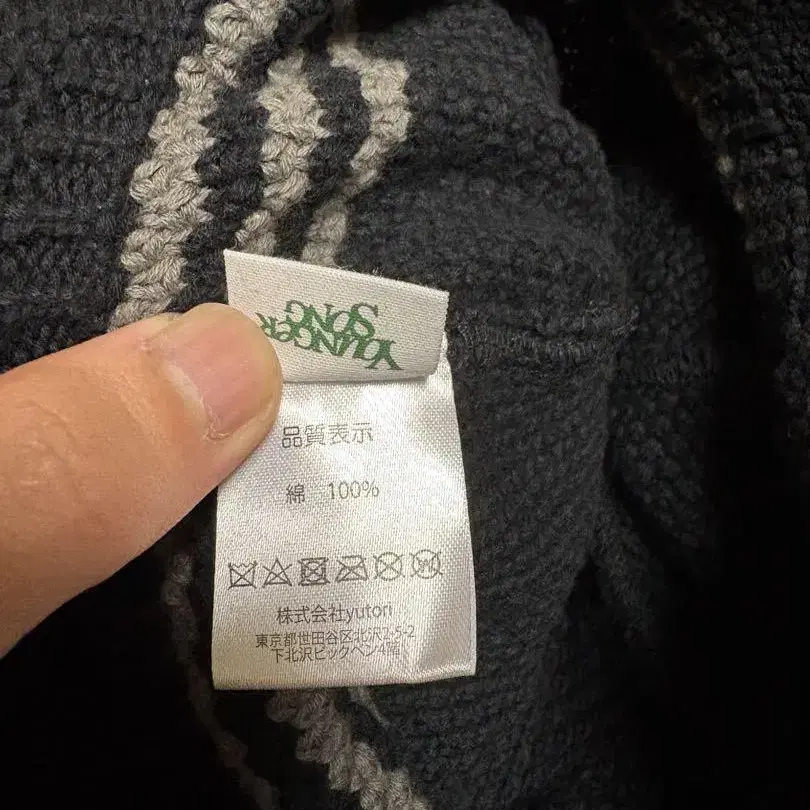 YOUNGER
SONG
品質表示
綿 100%
株式会社yutori
東京都世田谷区北沢2-5-2
下北沢ビックベン4階